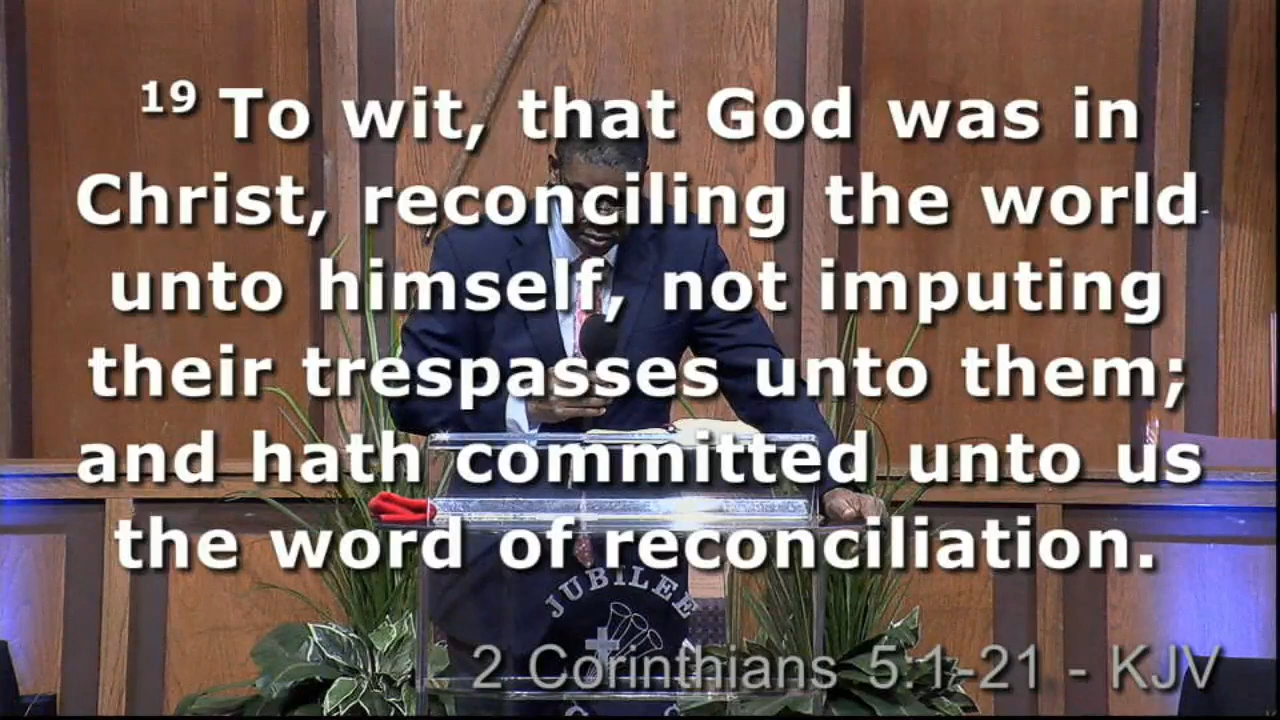 19 To wit, that God was in
Christ, reconciling the world
unto himself, not imputing
their trespasses unto them;
and hath committed unto us
the word of reconciliation.
JUBILEE
2 Corinthians 5:1-21 - KJV